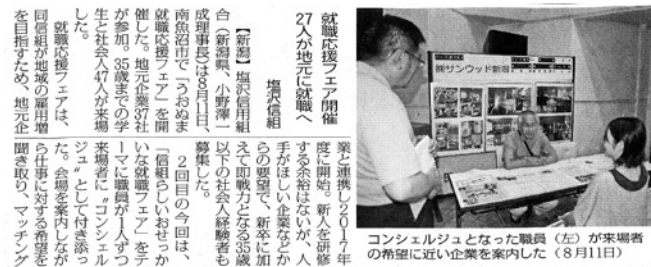 就職応援フェア開催
27人が地元に就職へ
塩沢信組
【新潟】塩沢信用組
合(新潟県、小野澤一
成理事長)は8月11日、
南魚沼市で「うおぬま
就職応援フェア」を開
催した。地元企業37社
が参加。35歳までの学
生と社会人47人が来場
した。
就職応援フェアは、
同信組が地域の雇用増
を目指すため、地元企
業と連携し2017年
度に開始。新人を研修
する余裕はないが、人
手がほしい企業などか
らの要望で、新卒に加
えて即戦力となる35歳
以下の社会人経験者も
募集した。
2回目の今回は、
「信組らしいおせっか
いな就職フェア」をテ
ーマに職員が1人ずつ
来場者に〝コンシェル
ジュ〟として付き添っ
た。会場を案内しなが
ら仕事に対する希望を
聞き取り、マッチング
㈱サンウッド新潟
コンシェルジュとなった職員(左)が来場者
の希望に近い企業を案内した(8月11日)